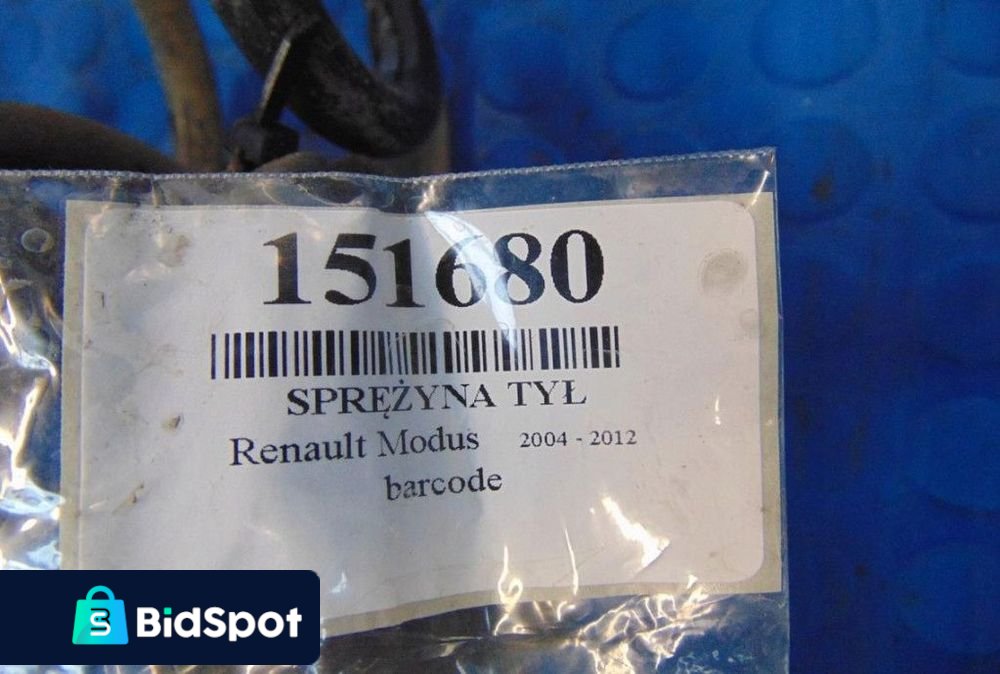 151680
SPRĘŻYNA TYŁ
Renault Modus 2004 - 2012
barcode
BidSpot